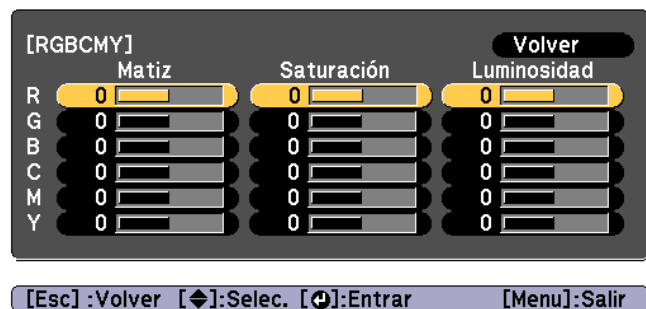 [RGBCMY] Volver
Matiz Saturación Luminosidad
R 0 0 0
G 0 0 0
B 0 0 0
C 0 0 0
M 0 0 0
Y 0 0 0
[Esc] :Volver [◆]:Selec. [↵]:Entrar [Menu]:Salir